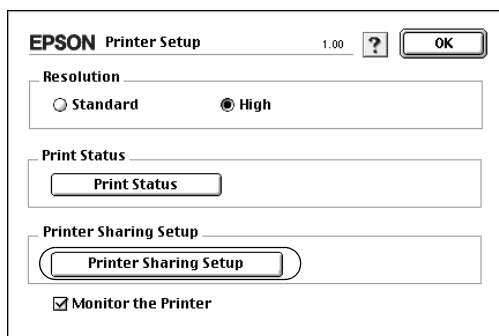 EPSON Printer Setup 1.00 ? OK
Resolution
Standard High
Print Status
Print Status
Printer Sharing Setup
Printer Sharing Setup
Monitor the Printer